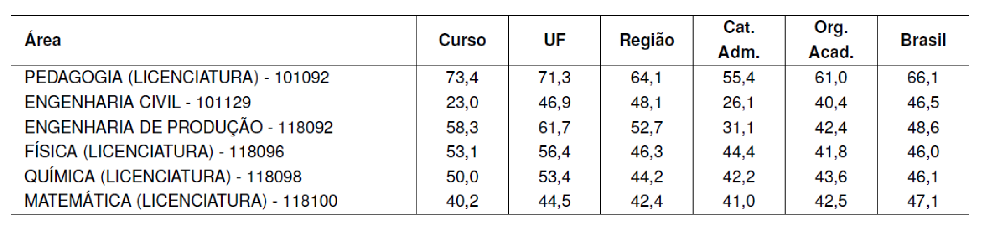 Área Curso UF Região Cat. Adm. Org. Acad. Brasil
PEDAGOGIA (LICENCIATURA) - 101092 73,4 71,3 64,1 55,4 61,0 66,1
ENGENHARIA CIVIL - 101129 23,0 46,9 48,1 26,1 40,4 46,5
ENGENHARIA DE PRODUÇÃO - 118092 58,3 61,7 52,7 31,1 42,4 48,6
FÍSICA (LICENCIATURA) - 118096 53,1 56,4 46,3 44,4 41,8 46,0
QUÍMICA (LICENCIATURA) - 118098 50,0 53,4 44,2 42,2 43,6 46,1
MATEMÁTICA (LICENCIATURA) - 118100 40,2 44,5 42,4 41,0 42,5 47,1